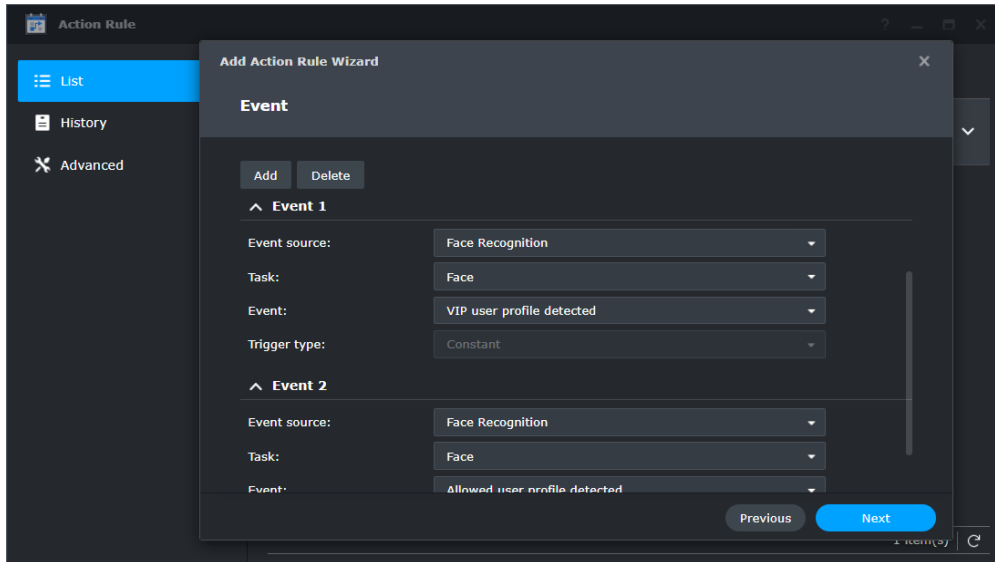 Action Rule
Add Action Rule Wizard
List
Event
History
Advanced
Add Delete
Event 1
Event source: Face Recognition
Task: Face
Event: VIP user profile detected
Trigger type: Constant
Event 2
Event source: Face Recognition
Task: Face
Event: Allowed user profile detected
Previous Next
1 item(s)